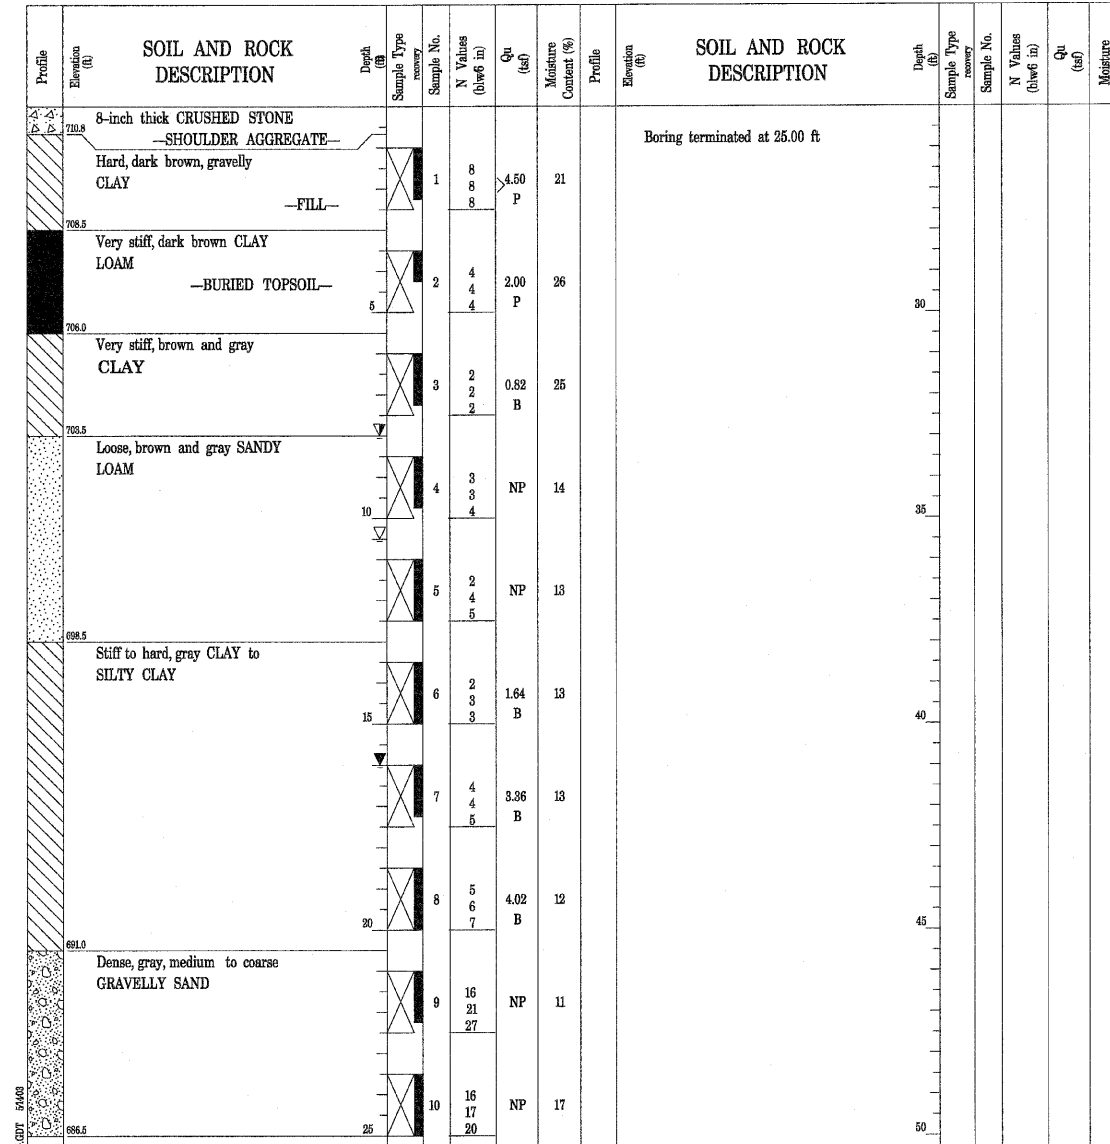 Profile
Elevation
(ft)
SOIL AND ROCK
DESCRIPTION
Depth
(ft)
Sample Type
recovery
Sample No.
N Values
(blw/6 in)
Qu
(tsf)
Moisture
Content (%)
Profile
Elevation
(ft)
SOIL AND ROCK
DESCRIPTION
Depth
(ft)
Sample Type
recovery
Sample No.
N Values
(blw/6 in)
Qu
(tsf)
Moisture
8-inch thick CRUSHED STONE
710.8
—SHOULDER AGGREGATE—
Boring terminated at 25.00 ft
Hard, dark brown, gravelly
CLAY
—FILL—
1
8
8
8
>4.50
P
21
708.5
Very stiff, dark brown CLAY
LOAM
—BURIED TOPSOIL—
5
2
4
4
4
2.00
P
26
30
706.0
Very stiff, brown and gray
CLAY
3
2
2
2
0.82
B
25
703.5
Loose, brown and gray SANDY
LOAM
10
4
3
3
4
NP
14
35
5
2
4
5
NP
13
698.5
Stiff to hard, gray CLAY to
SILTY CLAY
15
6
2
3
3
1.64
B
13
40
7
4
4
5
3.36
B
13
20
8
5
6
7
4.02
B
12
45
691.0
Dense, gray, medium to coarse
GRAVELLY SAND
9
16
21
27
NP
11
10
16
17
20
NP
17
686.5
25
50
.GDT 5/14/03